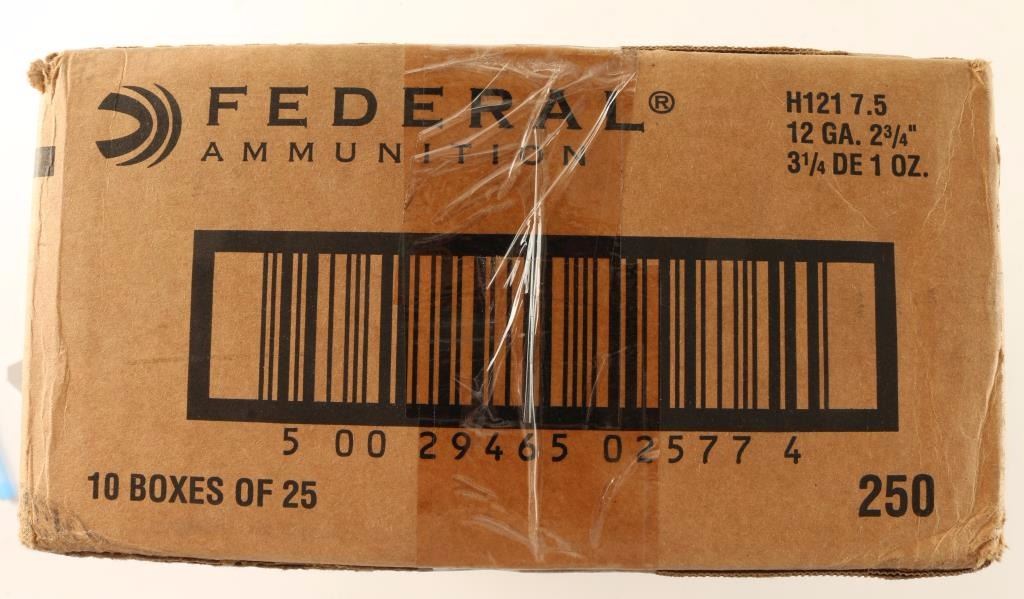 FEDERAL®
AMMUNITION
H121 7.5
12 GA. 2¾"
3¼ DE 1 OZ.
5 00 29465 02577 4
10 BOXES OF 25
250